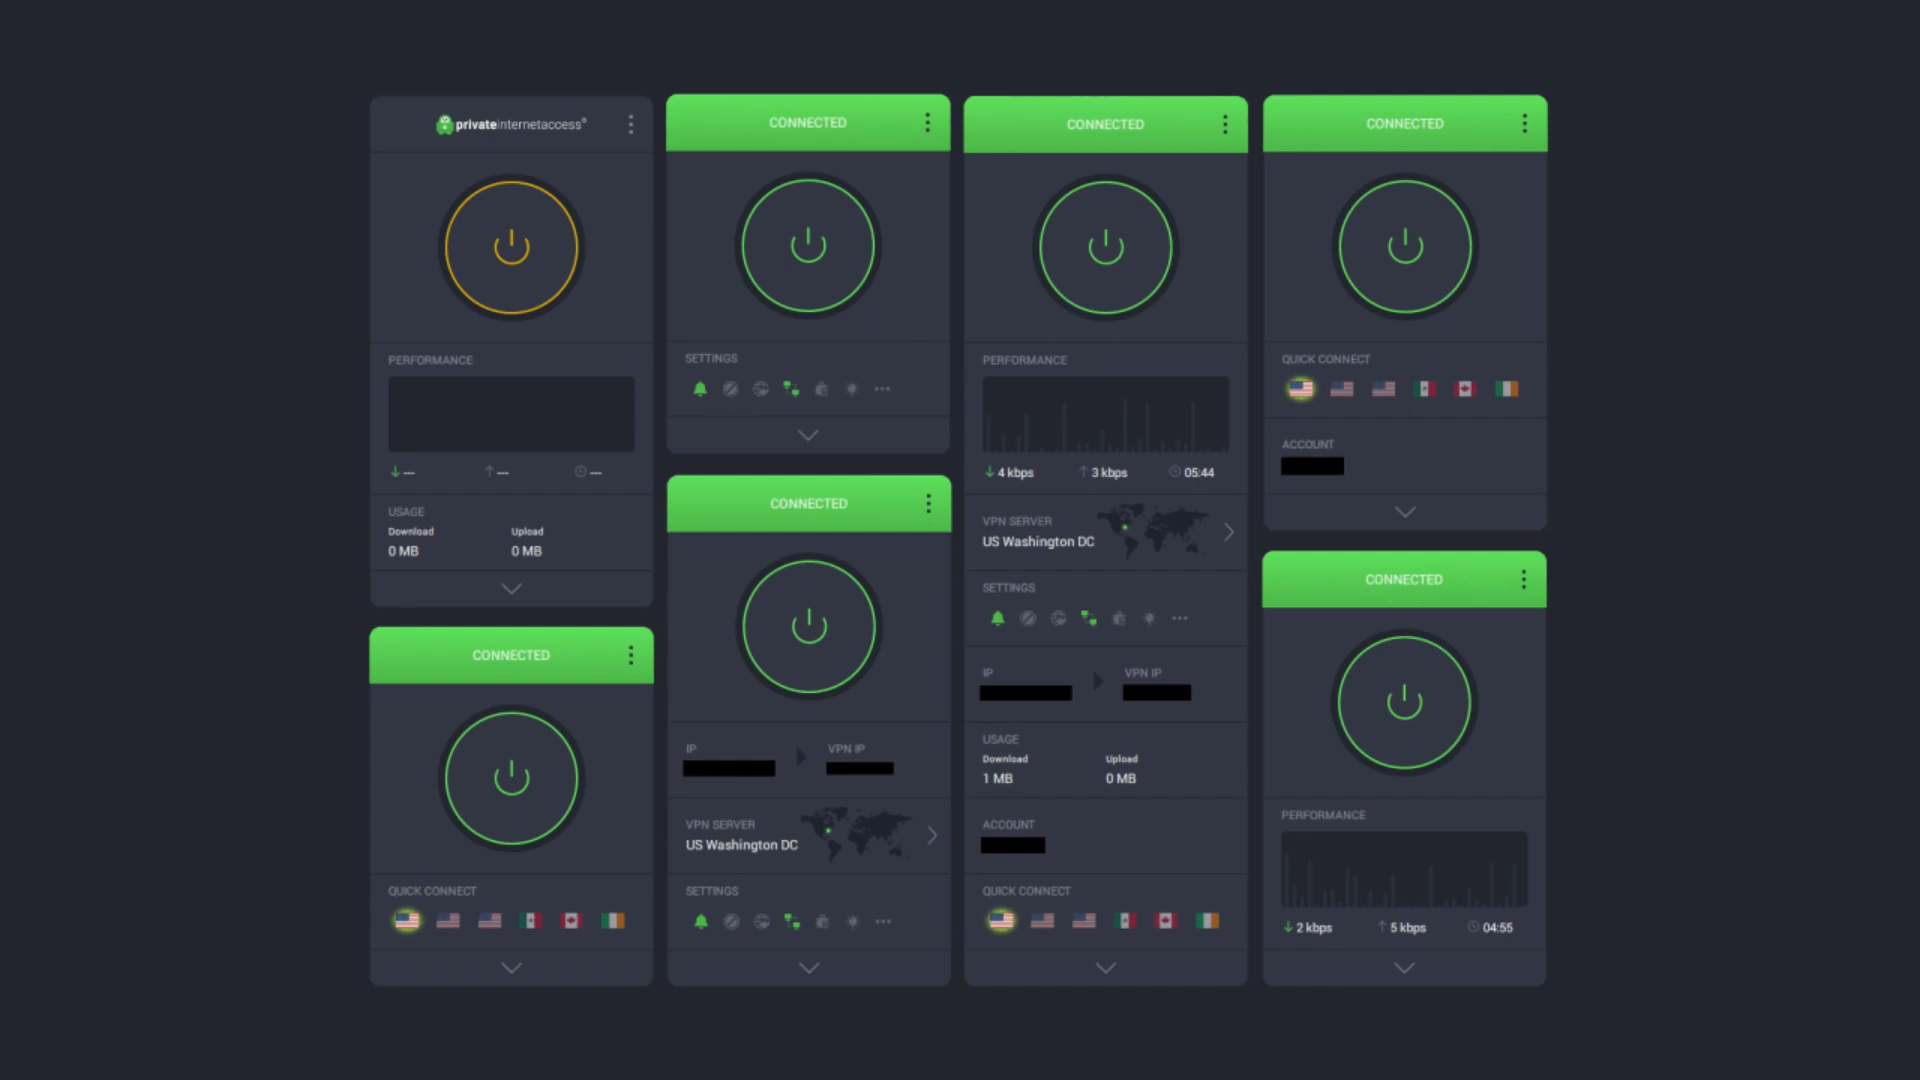 privateinternetaccess®
PERFORMANCE
---
---
---
USAGE
Download Upload
0 MB 0 MB
CONNECTED
QUICK CONNECT
CONNECTED
SETTINGS
CONNECTED
IP VPN IP
VPN SERVER
US Washington DC
SETTINGS
CONNECTED
PERFORMANCE
4 kbps 3 kbps 05:44
VPN SERVER
US Washington DC
SETTINGS
IP VPN IP
USAGE
Download Upload
1 MB 0 MB
ACCOUNT
QUICK CONNECT
CONNECTED
QUICK CONNECT
ACCOUNT
CONNECTED
PERFORMANCE
2 kbps 5 kbps 04:55